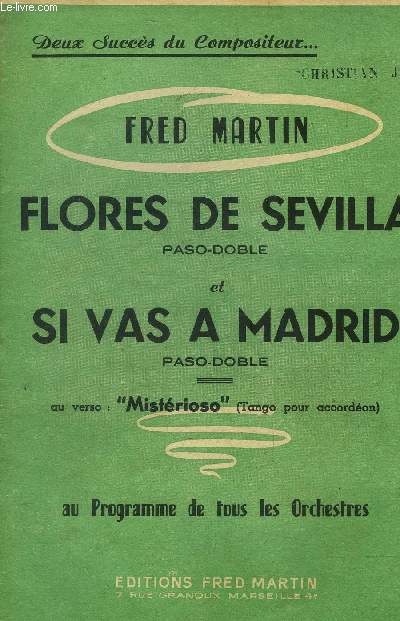 Le-livre.com
Deux Succès du Compositeur...
CHRISTIAN J
FRED MARTIN
FLORES DE SEVILLA
PASO-DOBLE
et
SI VAS A MADRID
PASO-DOBLE
au verso : "Mistérioso" (Tango pour accordéon)
au Programme de tous les Orchestres
EDITIONS FRED MARTIN
7 RUE GRANOUX MARSEILLE 4e